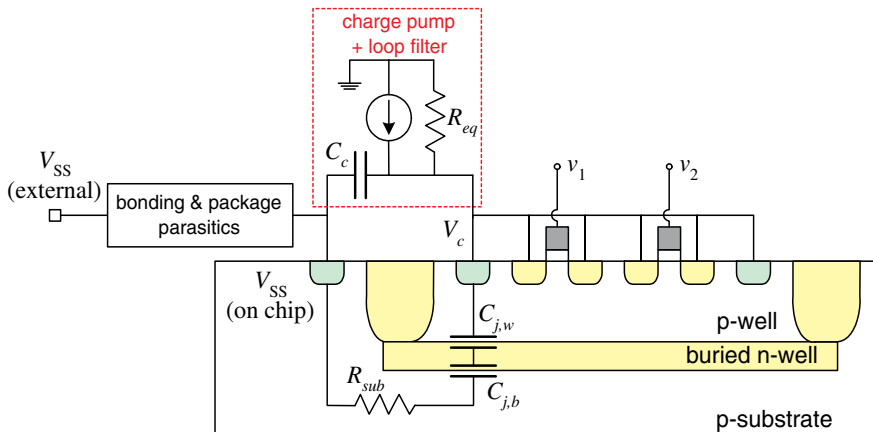 charge pump
+ loop filter
R_eq
C_c
V_SS
(external)
bonding & package
parasitics
v_1
v_2
V_c
V_SS
(on chip)
C_j,w
p-well
buried n-well
R_sub
C_j,b
p-substrate